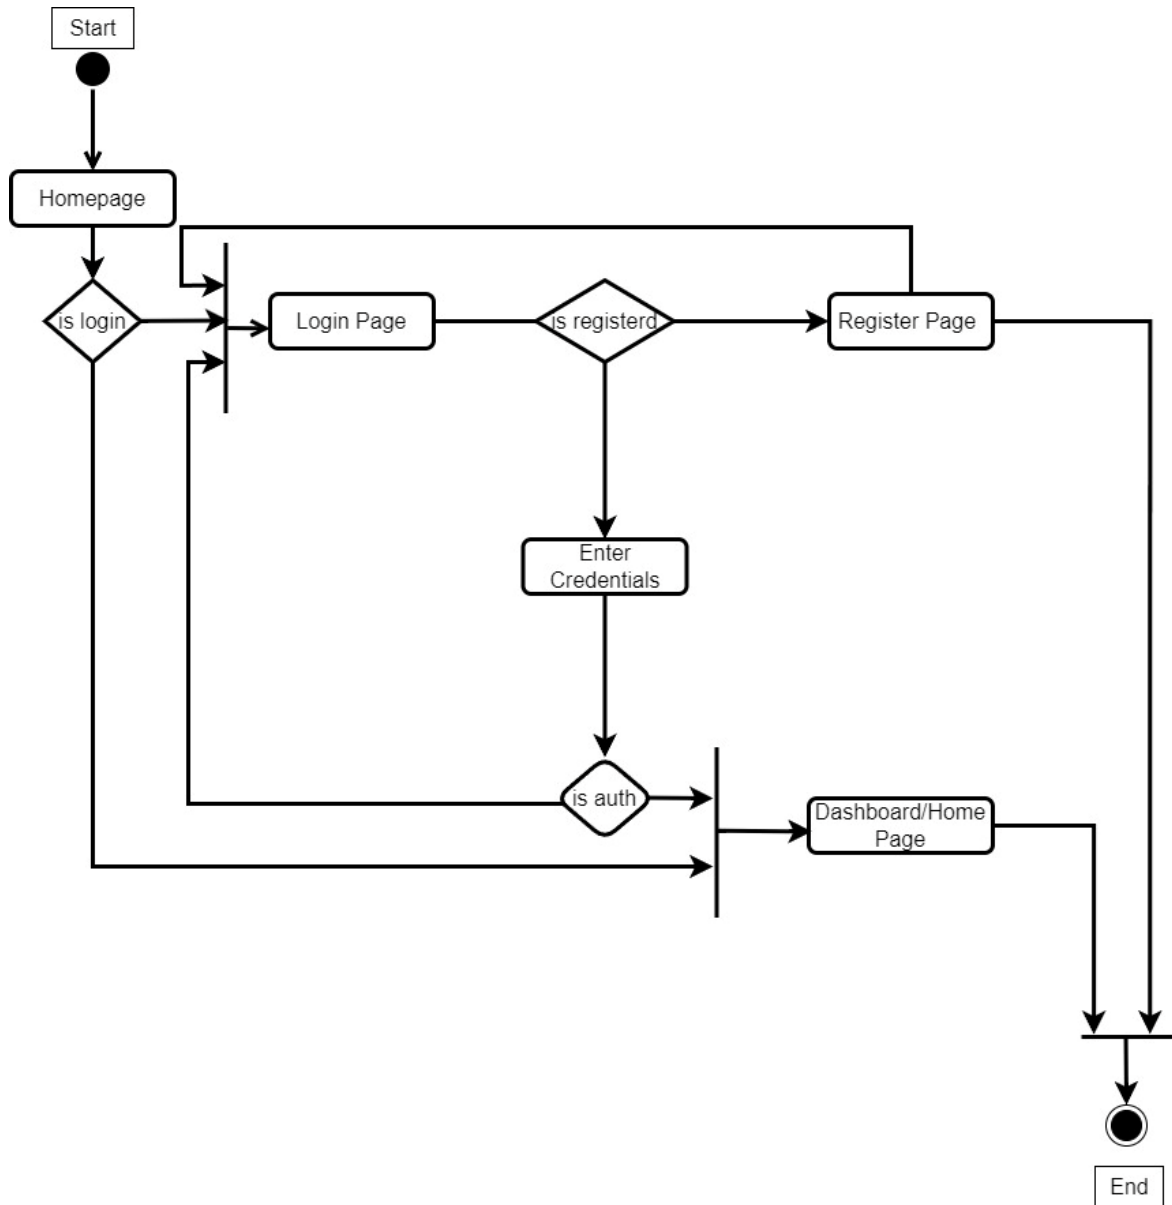 Start
Homepage
is login
Login Page
is registerd
Register Page
Enter
Credentials
is auth
Dashboard/Home
Page
End